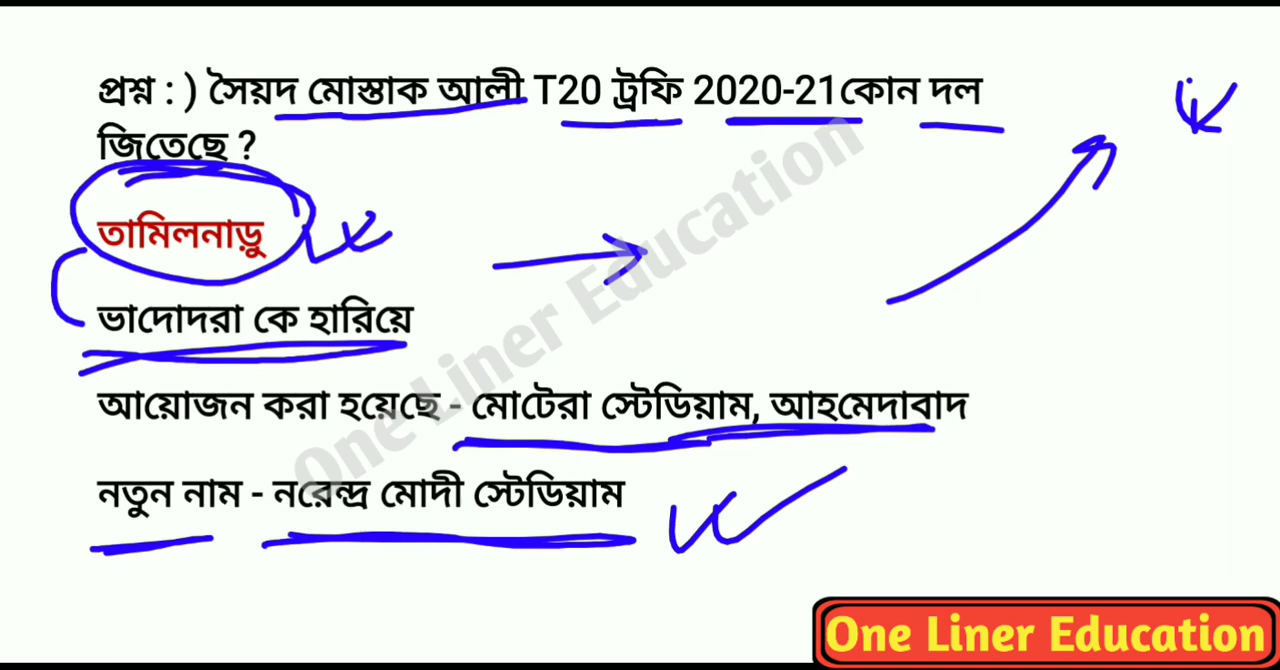 প্রশ্ন : ) সৈয়দ মোস্তাক আলী T20 ট্রফি 2020-21কোন দল
জিতেছে ?
তামিলনাড়ু
ভাদোদরা কে হারিয়ে
আয়োজন করা হয়েছে - মোটেরা স্টেডিয়াম, আহমেদাবাদ
নতুন নাম - নরেন্দ্র মোদী স্টেডিয়াম
One Liner Education
One Liner Education